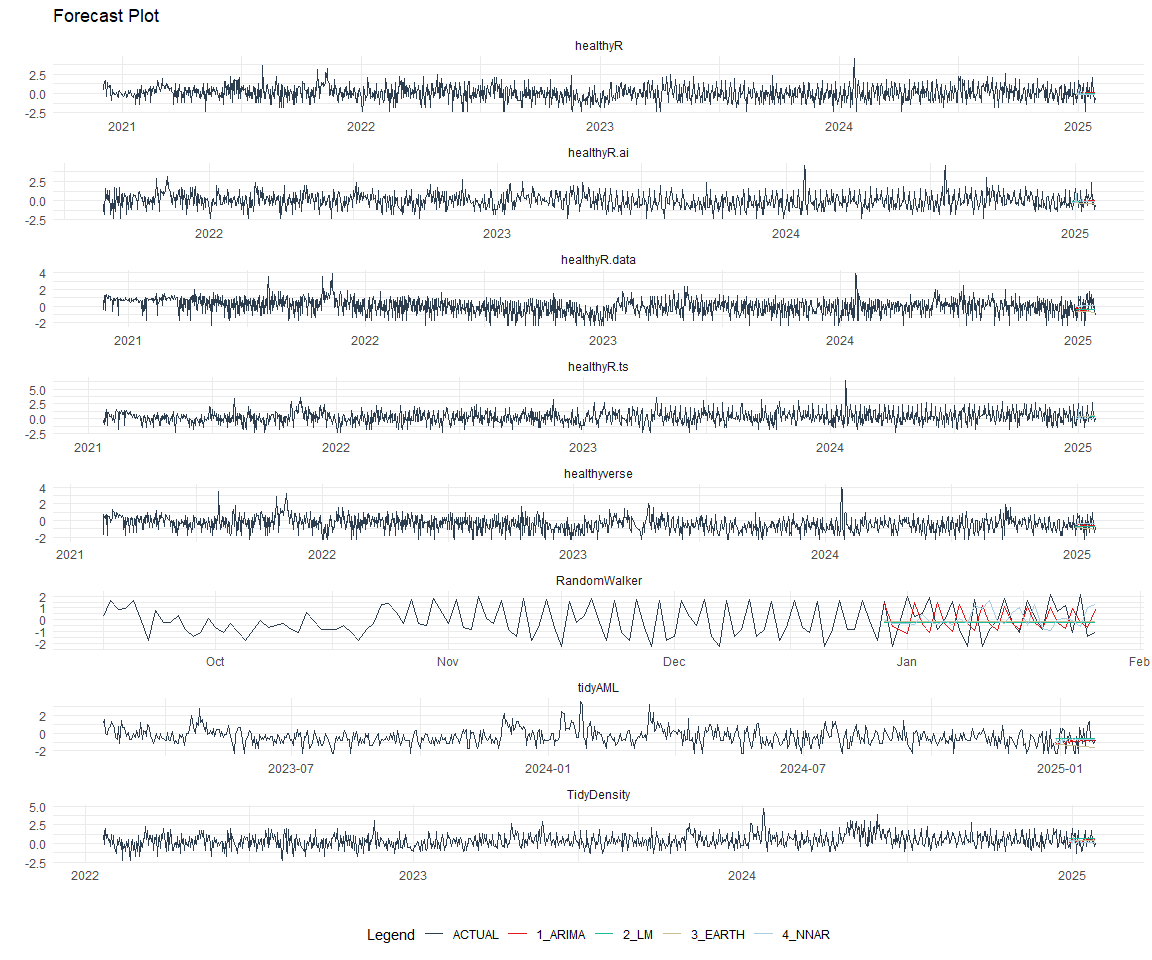 Forecast Plot
healthyR
2.5
0.0
-2.5
2021 2022 2023 2024 2025
healthyR.ai
2.5
0.0
-2.5
2022 2023 2024 2025
healthyR.data
4
2
0
-2
2021 2022 2023 2024 2025
healthyR.ts
5.0
2.5
0.0
-2.5
2021 2022 2023 2024 2025
healthyverse
4
2
0
-2
2021 2022 2023 2024 2025
RandomWalker
2
1
0
-1
-2
Oct Nov Dec Jan Feb
tidyAML
2
0
-2
2023-07 2024-01 2024-07 2025-01
TidyDensity
5.0
2.5
0.0
-2.5
2022 2023 2024 2025
Legend ACTUAL 1_ARIMA 2_LM 3_EARTH 4_NNAR